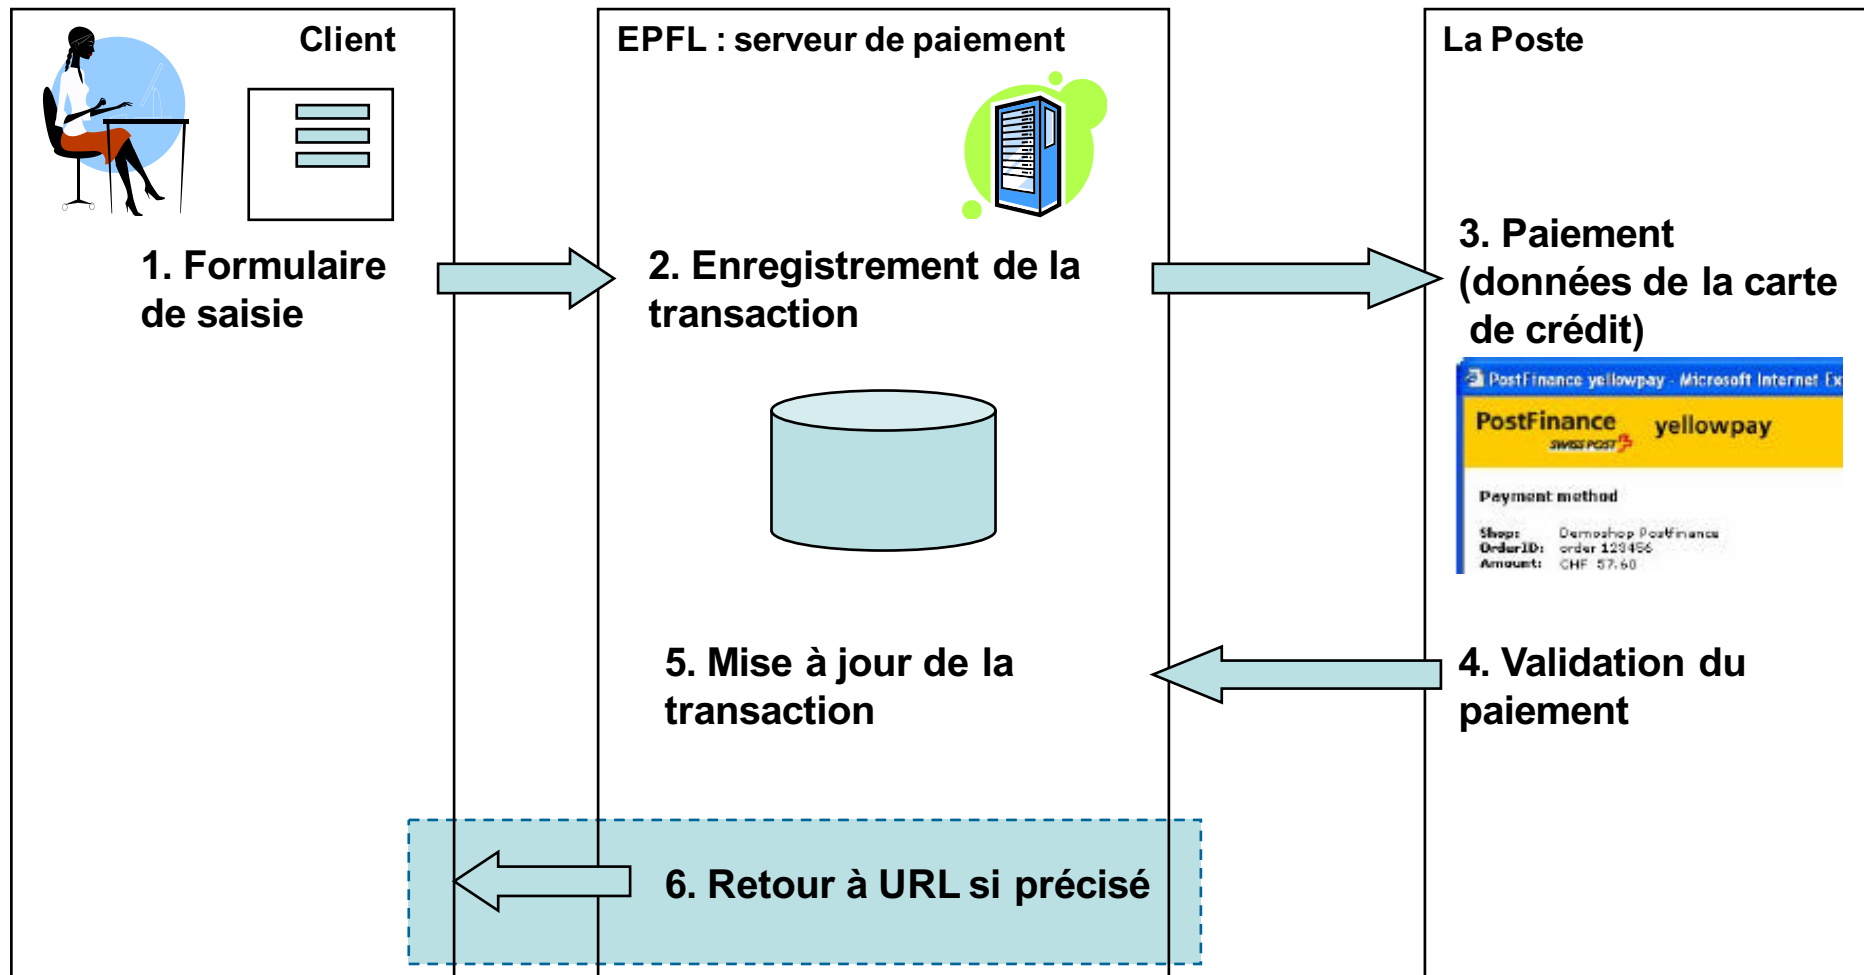 Client
EPFL : serveur de paiement
La Poste
1. Formulaire
de saisie
2. Enregistrement de la
transaction
3. Paiement
(données de la carte
de crédit)
PostFinance yellowpay - Microsoft Internet Ex
PostFinance yellowpay
SWISS POST
Payment method
Shop: Demoshop Postfinance
OrderID: order 123456
Amount: CHF 57.60
5. Mise à jour de la
transaction
4. Validation du
paiement
6. Retour à URL si précisé